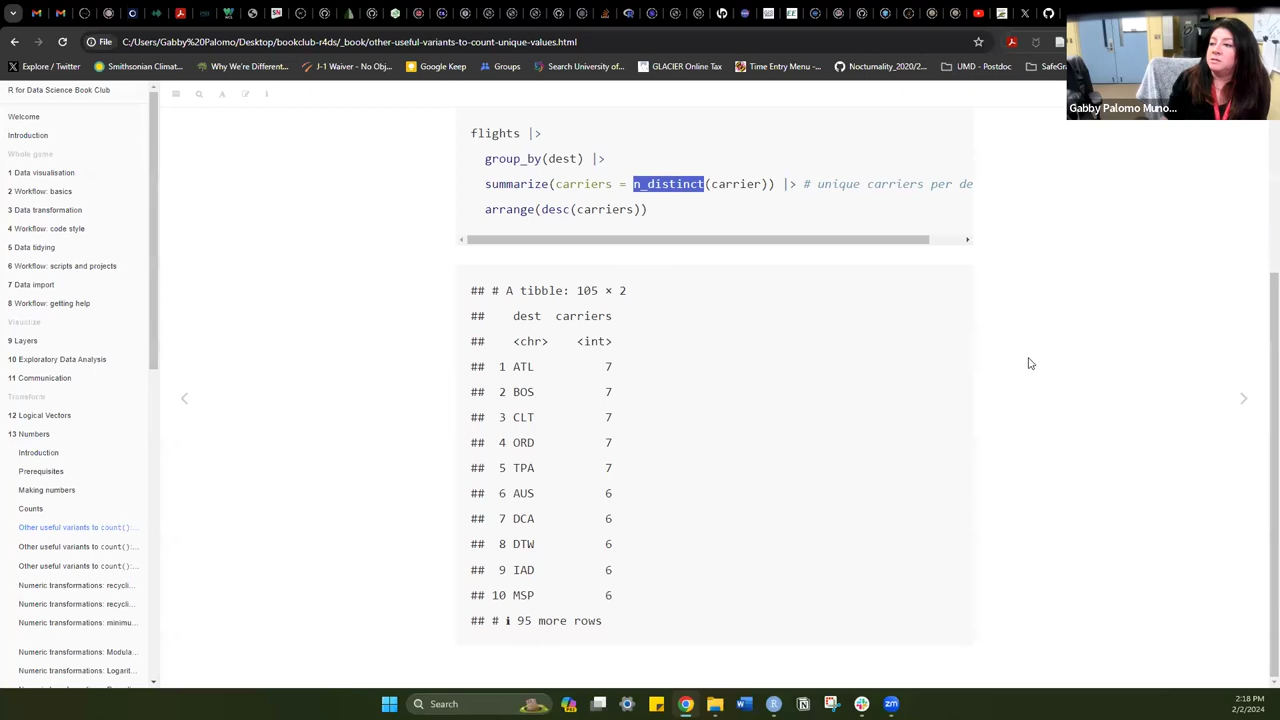 File
C:/Users/Gabby%20Palomo/Desktop/bookclub-r4ds/_book/other-useful-variants-to-count-unique-values.html
Explore / Twitter
Smithsonian Climat...
Why We're Different...
J-1 Waiver - No Obj...
Google Keep
Groups
Search University of...
GLACIER Online Tax
Time Entry Menu -...
Nocturnality_2020/2...
UMD - Postdoc
SafeGra
Gabby Palomo Muno...
R for Data Science Book Club
Welcome
Introduction
Whole game
1 Data visualisation
2 Workflow: basics
3 Data transformation
4 Workflow: code style
5 Data tidying
6 Workflow: scripts and projects
7 Data import
8 Workflow: getting help
Visualize
9 Layers
10 Exploratory Data Analysis
11 Communication
Transform
12 Logical Vectors
13 Numbers
Introduction
Prerequisites
Making numbers
Counts
Other useful variants to count():...
Other useful variants to count():...
Other useful variants to count():...
Numeric transformations: recycli...
Numeric transformations: recycli...
Numeric transformations: minimu...
Numeric transformations: Modula...
Numeric transformations: Logarit...
flights |>
group_by(dest) |>
summarize(carriers = n_distinct(carrier)) |> # unique carriers per de
arrange(desc(carriers))
## # A tibble: 105 × 2
## dest carriers
## <chr> <int>
## 1 ATL 7
## 2 BOS 7
## 3 CLT 7
## 4 ORD 7
## 5 TPA 7
## 6 AUS 6
## 7 DCA 6
## 8 DTW 6
## 9 IAD 6
## 10 MSP 6
## # ℹ 95 more rows
Search
2:18 PM
2/2/2024